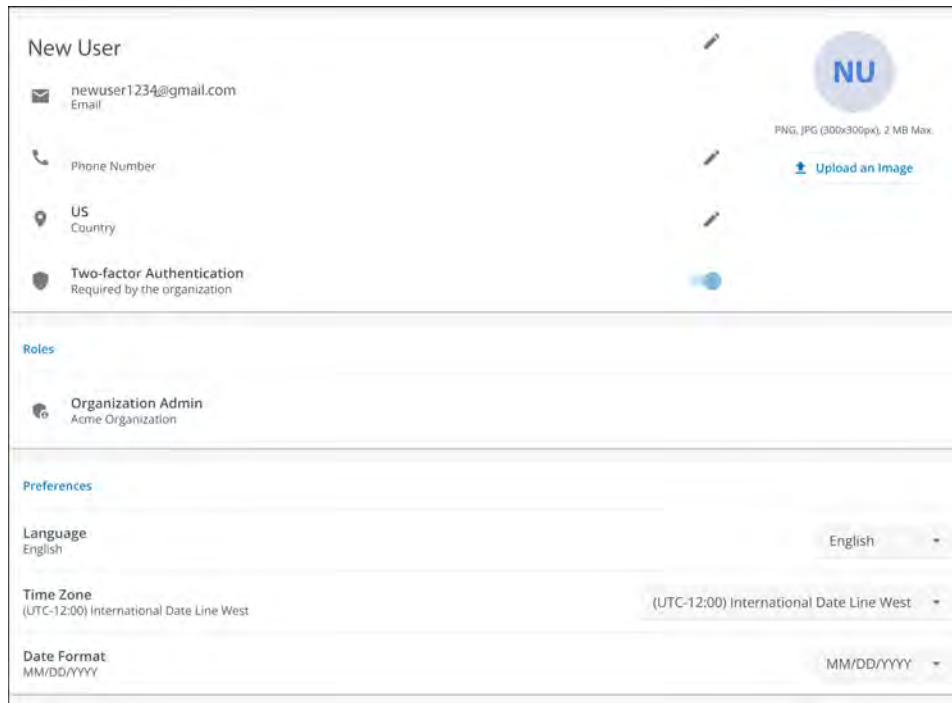 New User
NU
newuser1234@gmail.com
Email
PNG, JPG (300x300px), 2 MB Max.
Phone Number
Upload an Image
US
Country
Two-factor Authentication
Required by the organization
Roles
Organization Admin
Acme Organization
Preferences
Language
English
English
Time Zone
(UTC-12:00) International Date Line West
(UTC-12:00) International Date Line West
Date Format
MM/DD/YYYY
MM/DD/YYYY